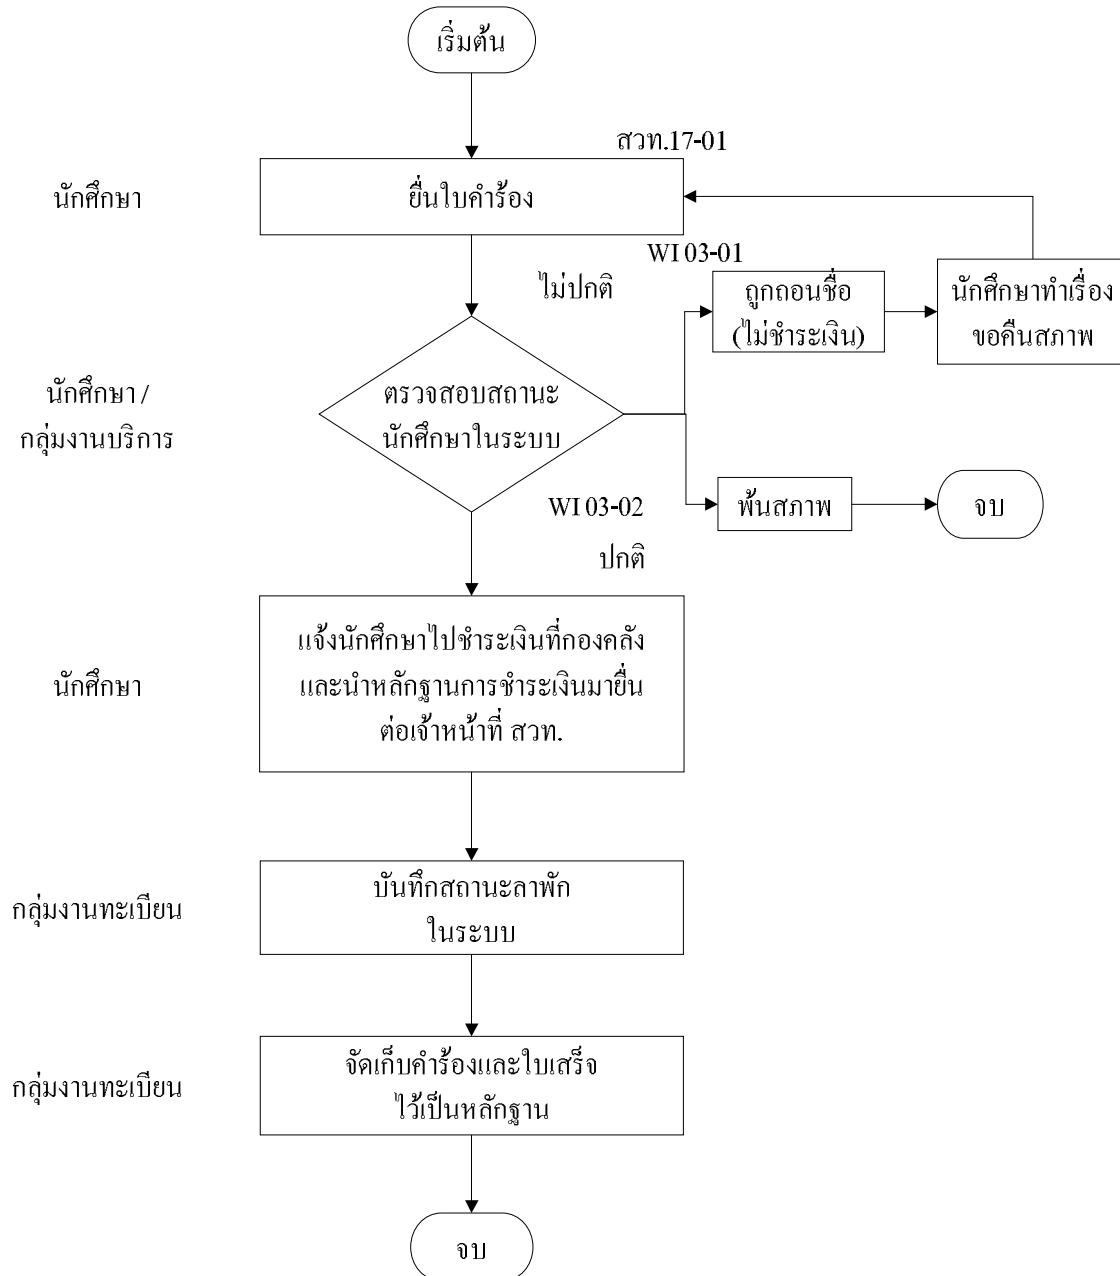 เริ่มต้น
สวท.17-01
นักศึกษา
ยื่นใบคำร้อง
WI 03-01
ไม่ปกติ
ถูกถอนชื่อ
(ไม่ชำระเงิน)
นักศึกษาทำเรื่อง
ขอคืนสภาพ
นักศึกษา /
กลุ่มงานบริการ
ตรวจสอบสถานะ
นักศึกษาในระบบ
WI 03-02
ปกติ
พ้นสภาพ
จบ
นักศึกษา
แจ้งนักศึกษาไปชำระเงินที่กองคลัง
และนำหลักฐานการชำระเงินมายื่น
ต่อเจ้าหน้าที่ สวท.
กลุ่มงานทะเบียน
บันทึกสถานะลาพัก
ในระบบ
กลุ่มงานทะเบียน
จัดเก็บคำร้องและใบเสร็จ
ไว้เป็นหลักฐาน
จบ